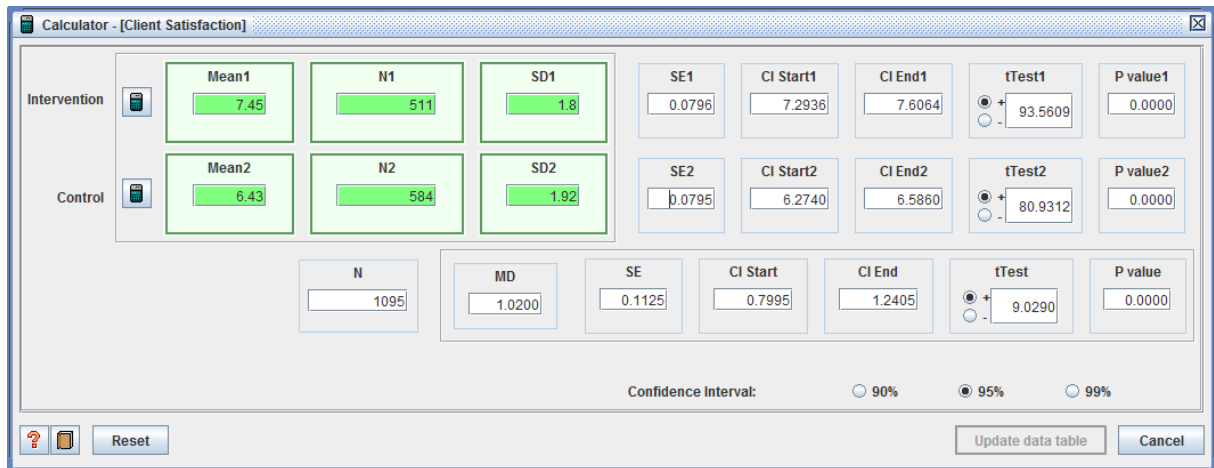 Calculator - [Client Satisfaction]
Mean1 N1 SD1 SE1 CI Start1 CI End1 tTest1 P value1
Intervention 7.45 511 1.8 0.0796 7.2936 7.6064 + - 93.5609 0.0000
Mean2 N2 SD2 SE2 CI Start2 CI End2 tTest2 P value2
Control 6.43 584 1.92 0.0795 6.2740 6.5860 + - 80.9312 0.0000
N MD SE CI Start CI End tTest P value
1095 1.0200 0.1125 0.7995 1.2405 + - 9.0290 0.0000
Confidence Interval: 90% 95% 99%
? Reset Update data table Cancel